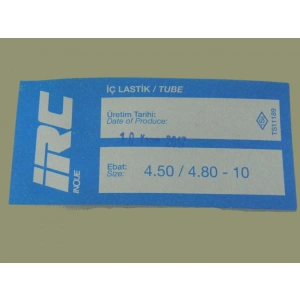 iRC
INOUE
İÇ LASTİK / TUBE
Üretim Tarihi:
Date of Produce:
TS11189
Ebat:
Size:
4.50 / 4.80 - 10